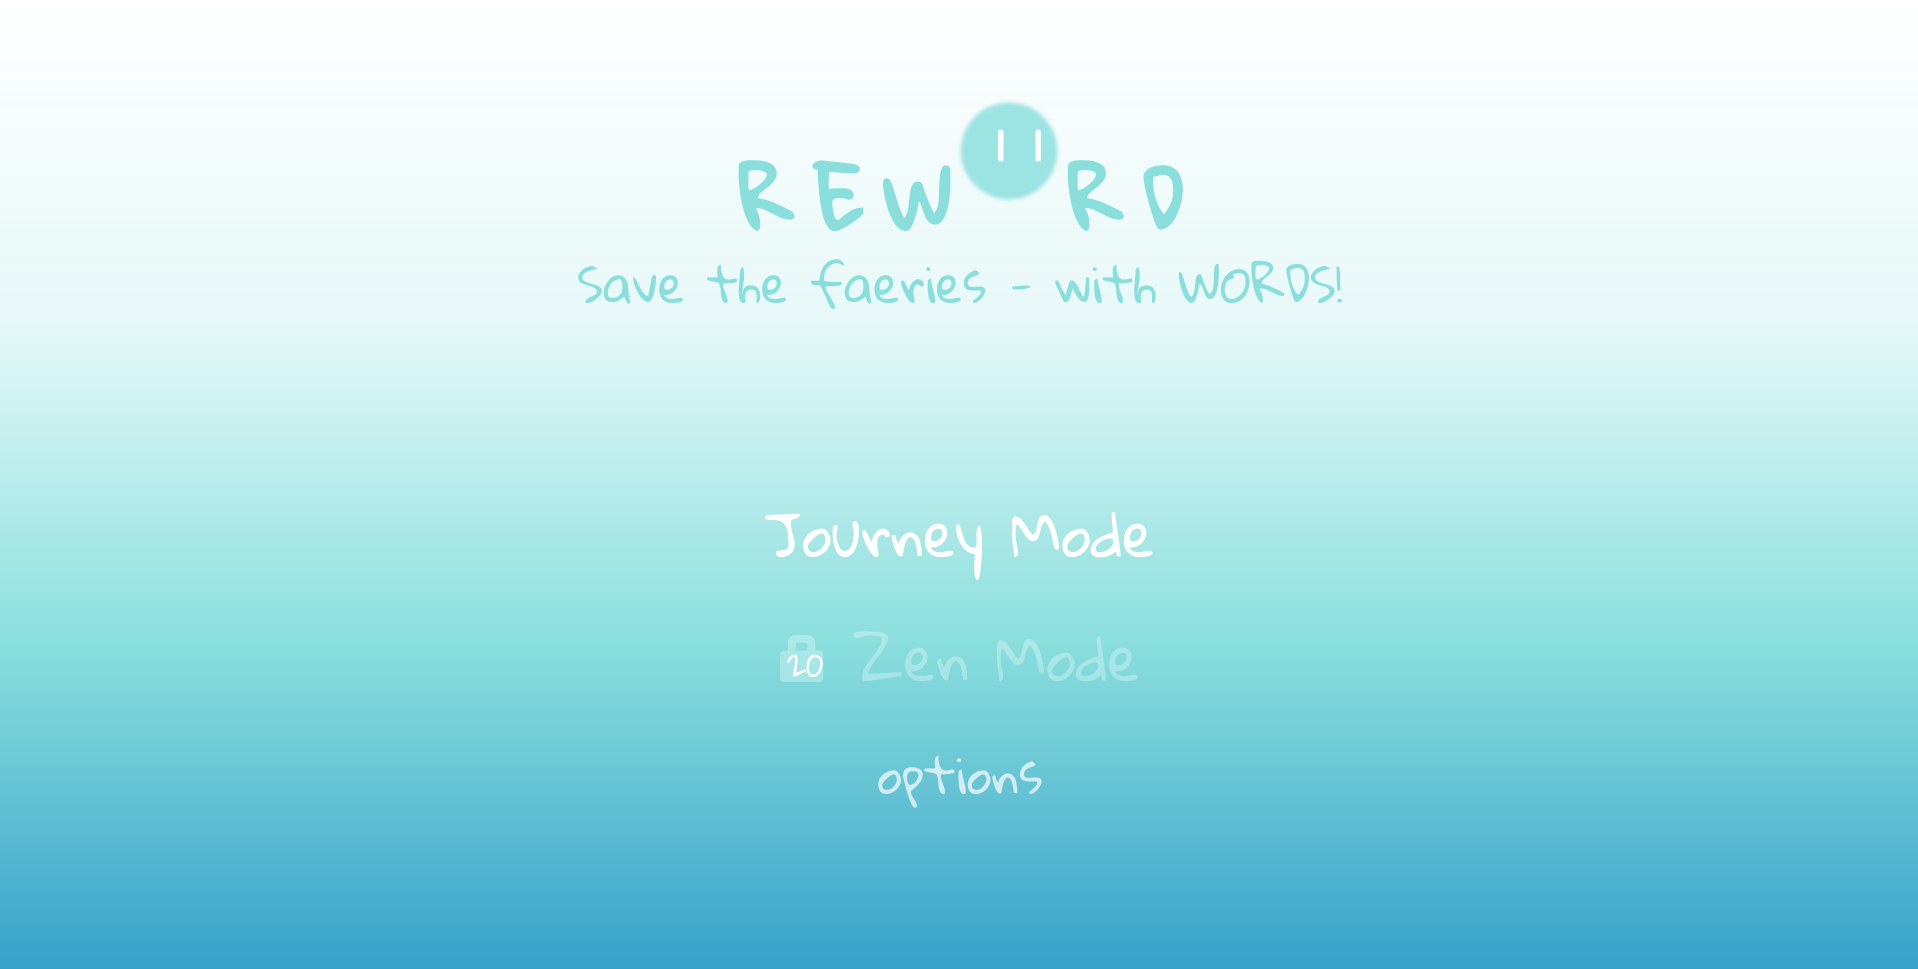 REWORD
Save the faeries - with WORDS!
Journey Mode
20 Zen Mode
options